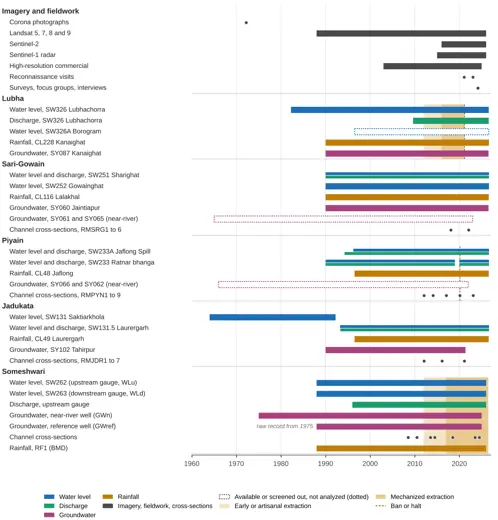 Imagery and fieldwork
Corona photographs
Landsat 5, 7, 8 and 9
Sentinel-2
Sentinel-1 radar
High-resolution commercial
Reconnaissance visits
Surveys, focus groups, interviews
Lubha
Water level, SW326 Lubhachorra
Discharge, SW326 Lubhachorra
Water level, SW326A Borogram
Rainfall, CL228 Kanaighat
Groundwater, SY087 Kanaighat
Sari-Gowain
Water level and discharge, SW251 Sharighat
Water level, SW252 Gowainghat
Rainfall, CL116 Lalakhal
Groundwater, SY060 Jaintiapur
Groundwater, SY061 and SY065 (near-river)
Channel cross-sections, RMSRG1 to 6
Piyain
Water level and discharge, SW233A Jaflong Spill
Water level and discharge, SW233 Ratnar bhanga
Rainfall, CL48 Jaflong
Groundwater, SY066 and SY062 (near-river)
Channel cross-sections, RMPYN1 to 9
Jadukata
Water level, SW131 Saktiarkhola
Water level and discharge, SW131.5 Laurergarh
Rainfall, CL49 Laurergarh
Groundwater, SY102 Tahirpur
Channel cross-sections, RMJDR1 to 7
Someshwari
Water level, SW262 (upstream gauge, WLu)
Water level, SW263 (downstream gauge, WLd)
Discharge, upstream gauge
Groundwater, near-river well (GWn)
Groundwater, reference well (GWref) raw record from 1975
Channel cross-sections
Rainfall, RF1 (BMD)
1960 1970 1980 1990 2000 2010 2020
Water level Rainfall Available or screened out, not analyzed (dotted) Mechanized extraction
Discharge Imagery, fieldwork, cross-sections Early or artisanal extraction Ban or halt
Groundwater